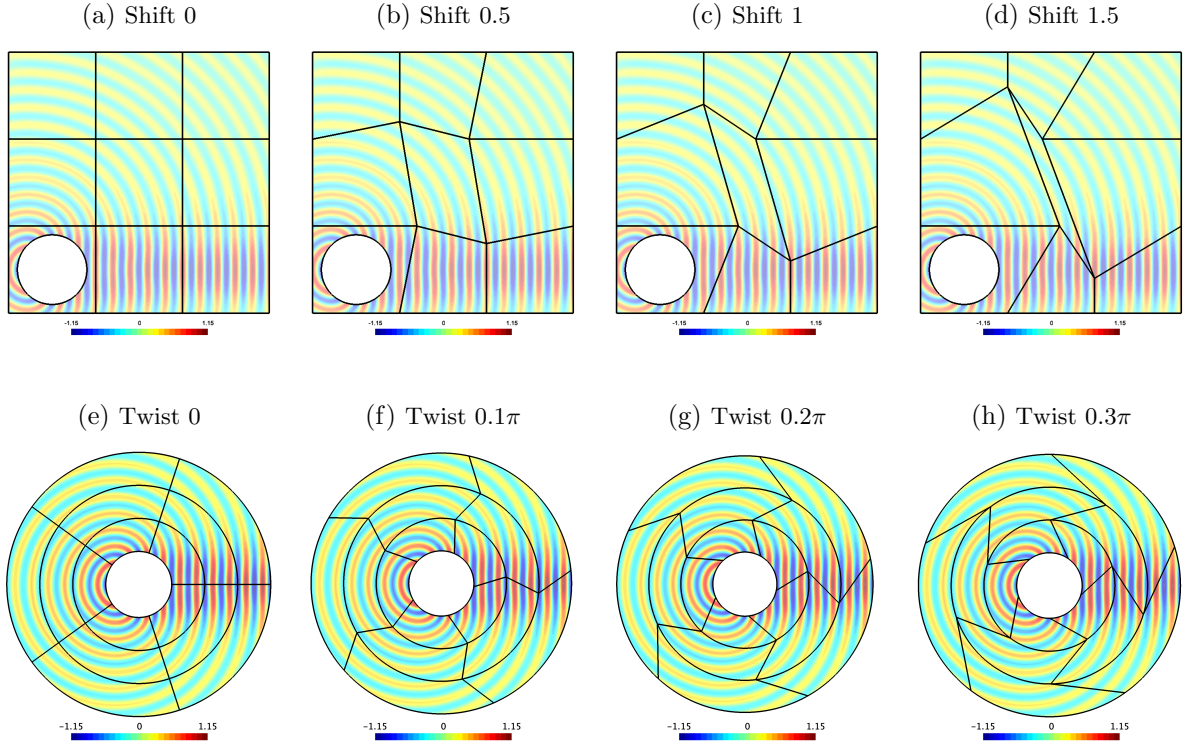 (a) Shift 0
(b) Shift 0.5
(c) Shift 1
(d) Shift 1.5
-1.15 0 1.15
-1.15 0 1.15
-1.15 0 1.15
-1.15 0 1.15
(e) Twist 0
(f) Twist 0.1π
(g) Twist 0.2π
(h) Twist 0.3π
-1.15 0 1.15
-1.15 0 1.15
-1.15 0 1.15
-1.15 0 1.15